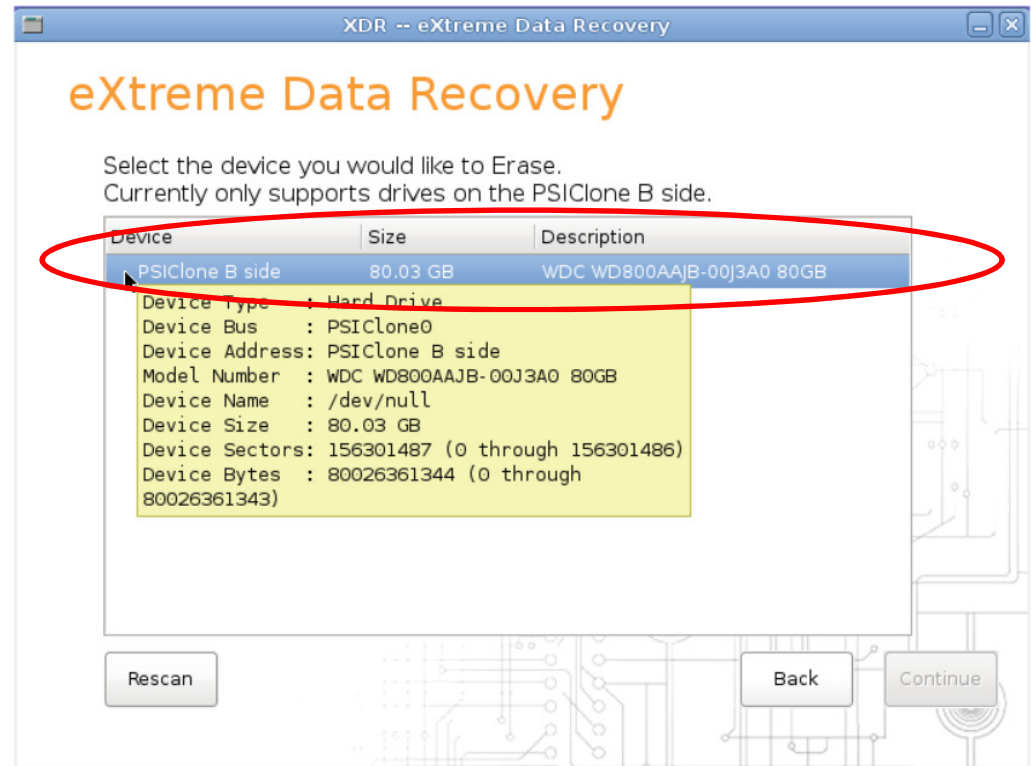 XDR -- eXtreme Data Recovery
eXtreme Data Recovery
Select the device you would like to Erase.
Currently only supports drives on the PSIClone B side.
Device Size Description
PSIClone B side 80.03 GB WDC WD800AAJB-00J3A0 80GB
Device Type : Hard Drive
Device Bus : PSIClone0
Device Address: PSIClone B side
Model Number : WDC WD800AAJB-00J3A0 80GB
Device Name : /dev/null
Device Size : 80.03 GB
Device Sectors: 156301487 (0 through 156301486)
Device Bytes : 80026361344 (0 through
80026361343)
Rescan Back Continue